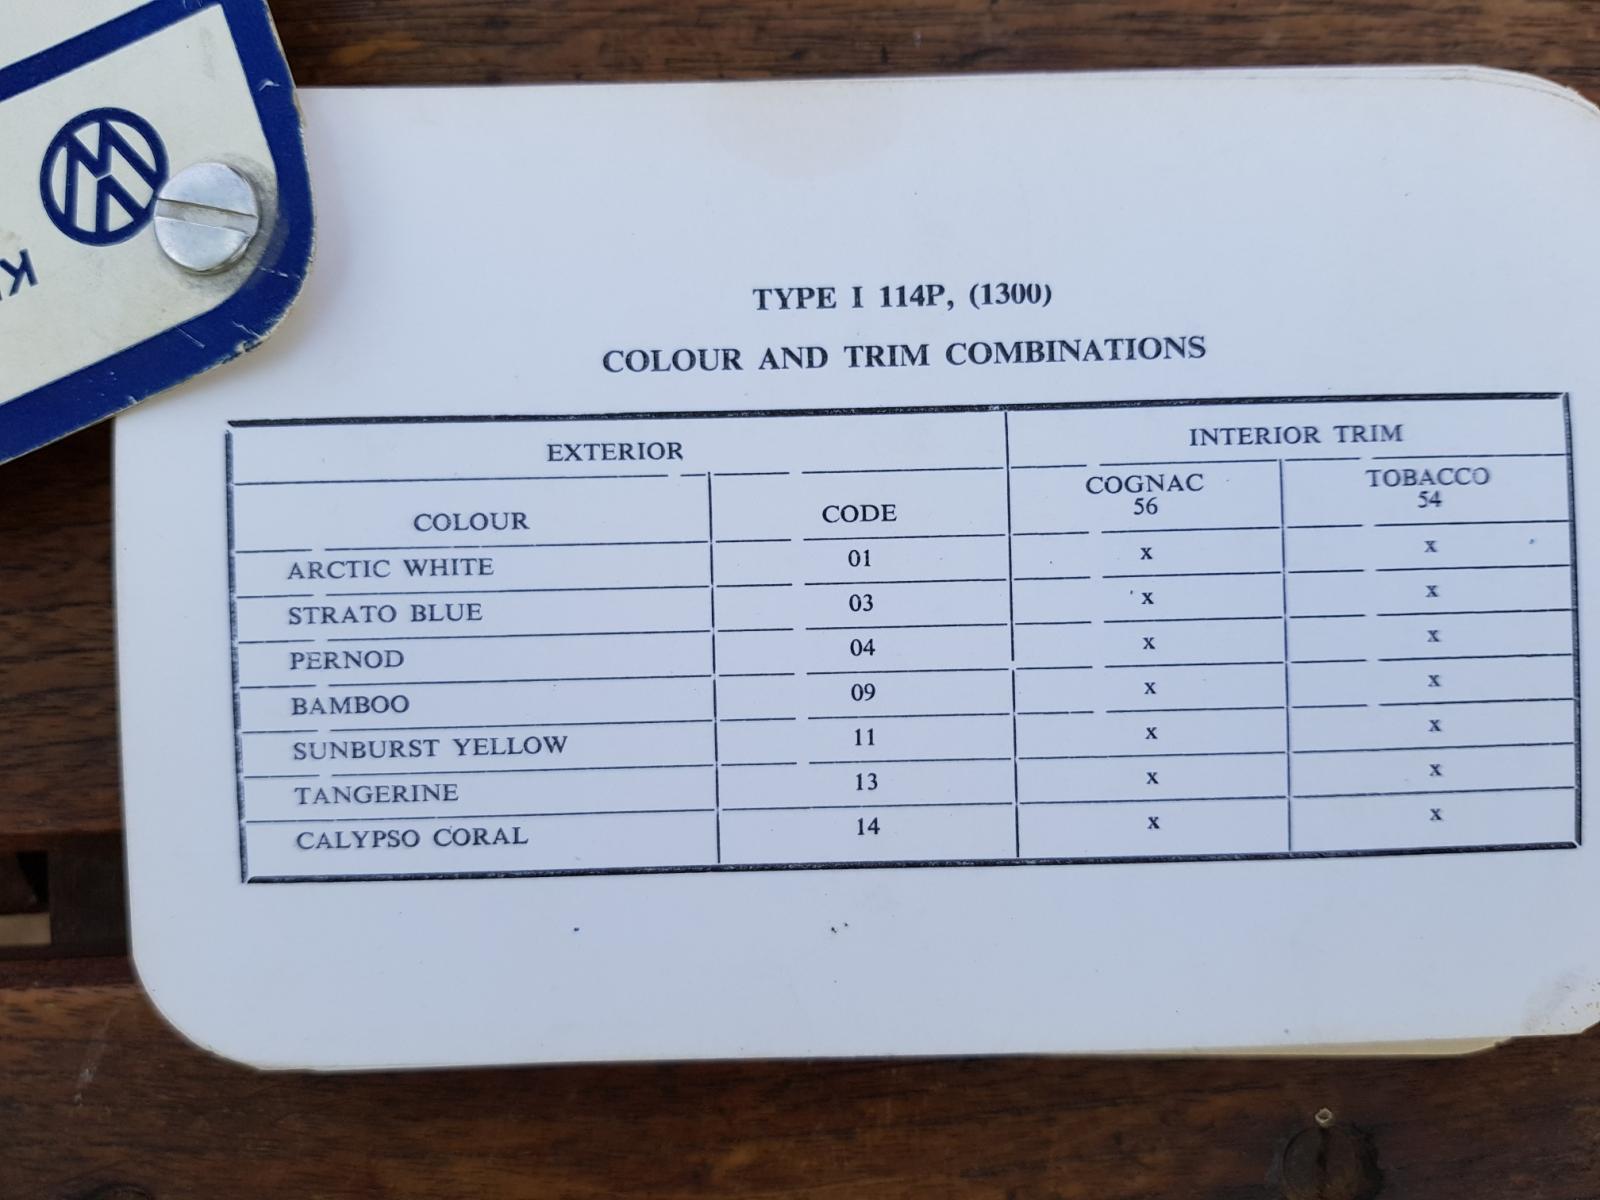 TYPE I 114P, (1300)
COLOUR AND TRIM COMBINATIONS
EXTERIOR INTERIOR TRIM
COLOUR CODE COGNAC 56 TOBACCO 54
ARCTIC WHITE 01 x x
STRATO BLUE 03 x x
PERNOD 04 x x
BAMBOO 09 x x
SUNBURST YELLOW 11 x x
TANGERINE 13 x x
CALYPSO CORAL 14 x x